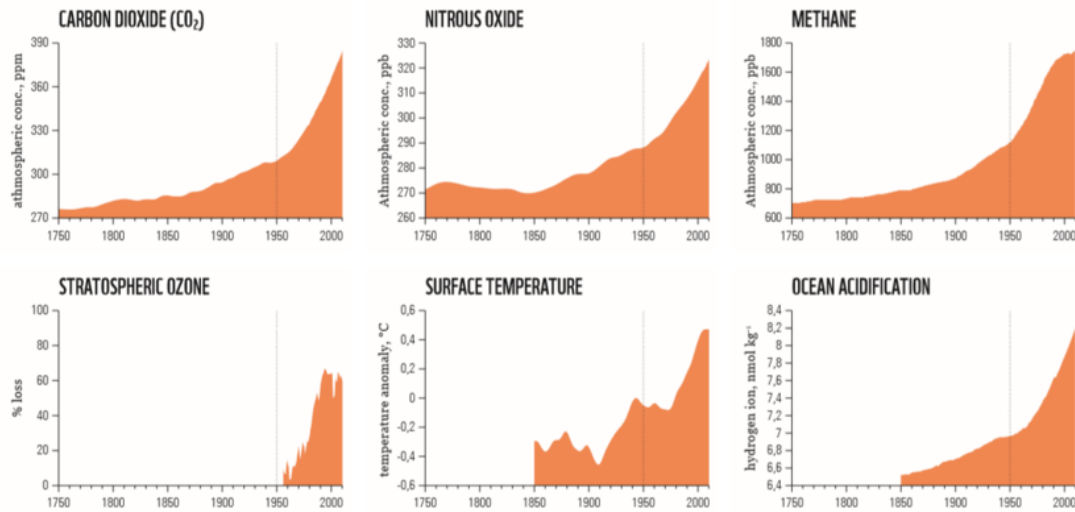 CARBON DIOXIDE (CO₂)
390
360
330
300
270
athmospheric conc., ppm
1750 1800 1850 1900 1950 2000
NITROUS OXIDE
330
320
310
300
290
280
270
260
Athmospheric conc., ppb
1750 1800 1850 1900 1950 2000
METHANE
1800
1600
1400
1200
1000
800
600
Athmospheric conc., ppb
1750 1800 1850 1900 1950 2000
STRATOSPHERIC OZONE
100
80
60
40
20
0
% loss
1750 1800 1850 1900 1950 2000
SURFACE TEMPERATURE
0,6
0,4
0,2
0
-0,2
-0,4
-0,6
temperature anomaly, °C
1750 1800 1850 1900 1950 2000
OCEAN ACIDIFICATION
8,4
8,2
8
7,8
7,6
7,4
7,2
7
6,8
6,6
6,4
hydrogen ion, nmol kg⁻¹
1750 1800 1850 1900 1950 2000